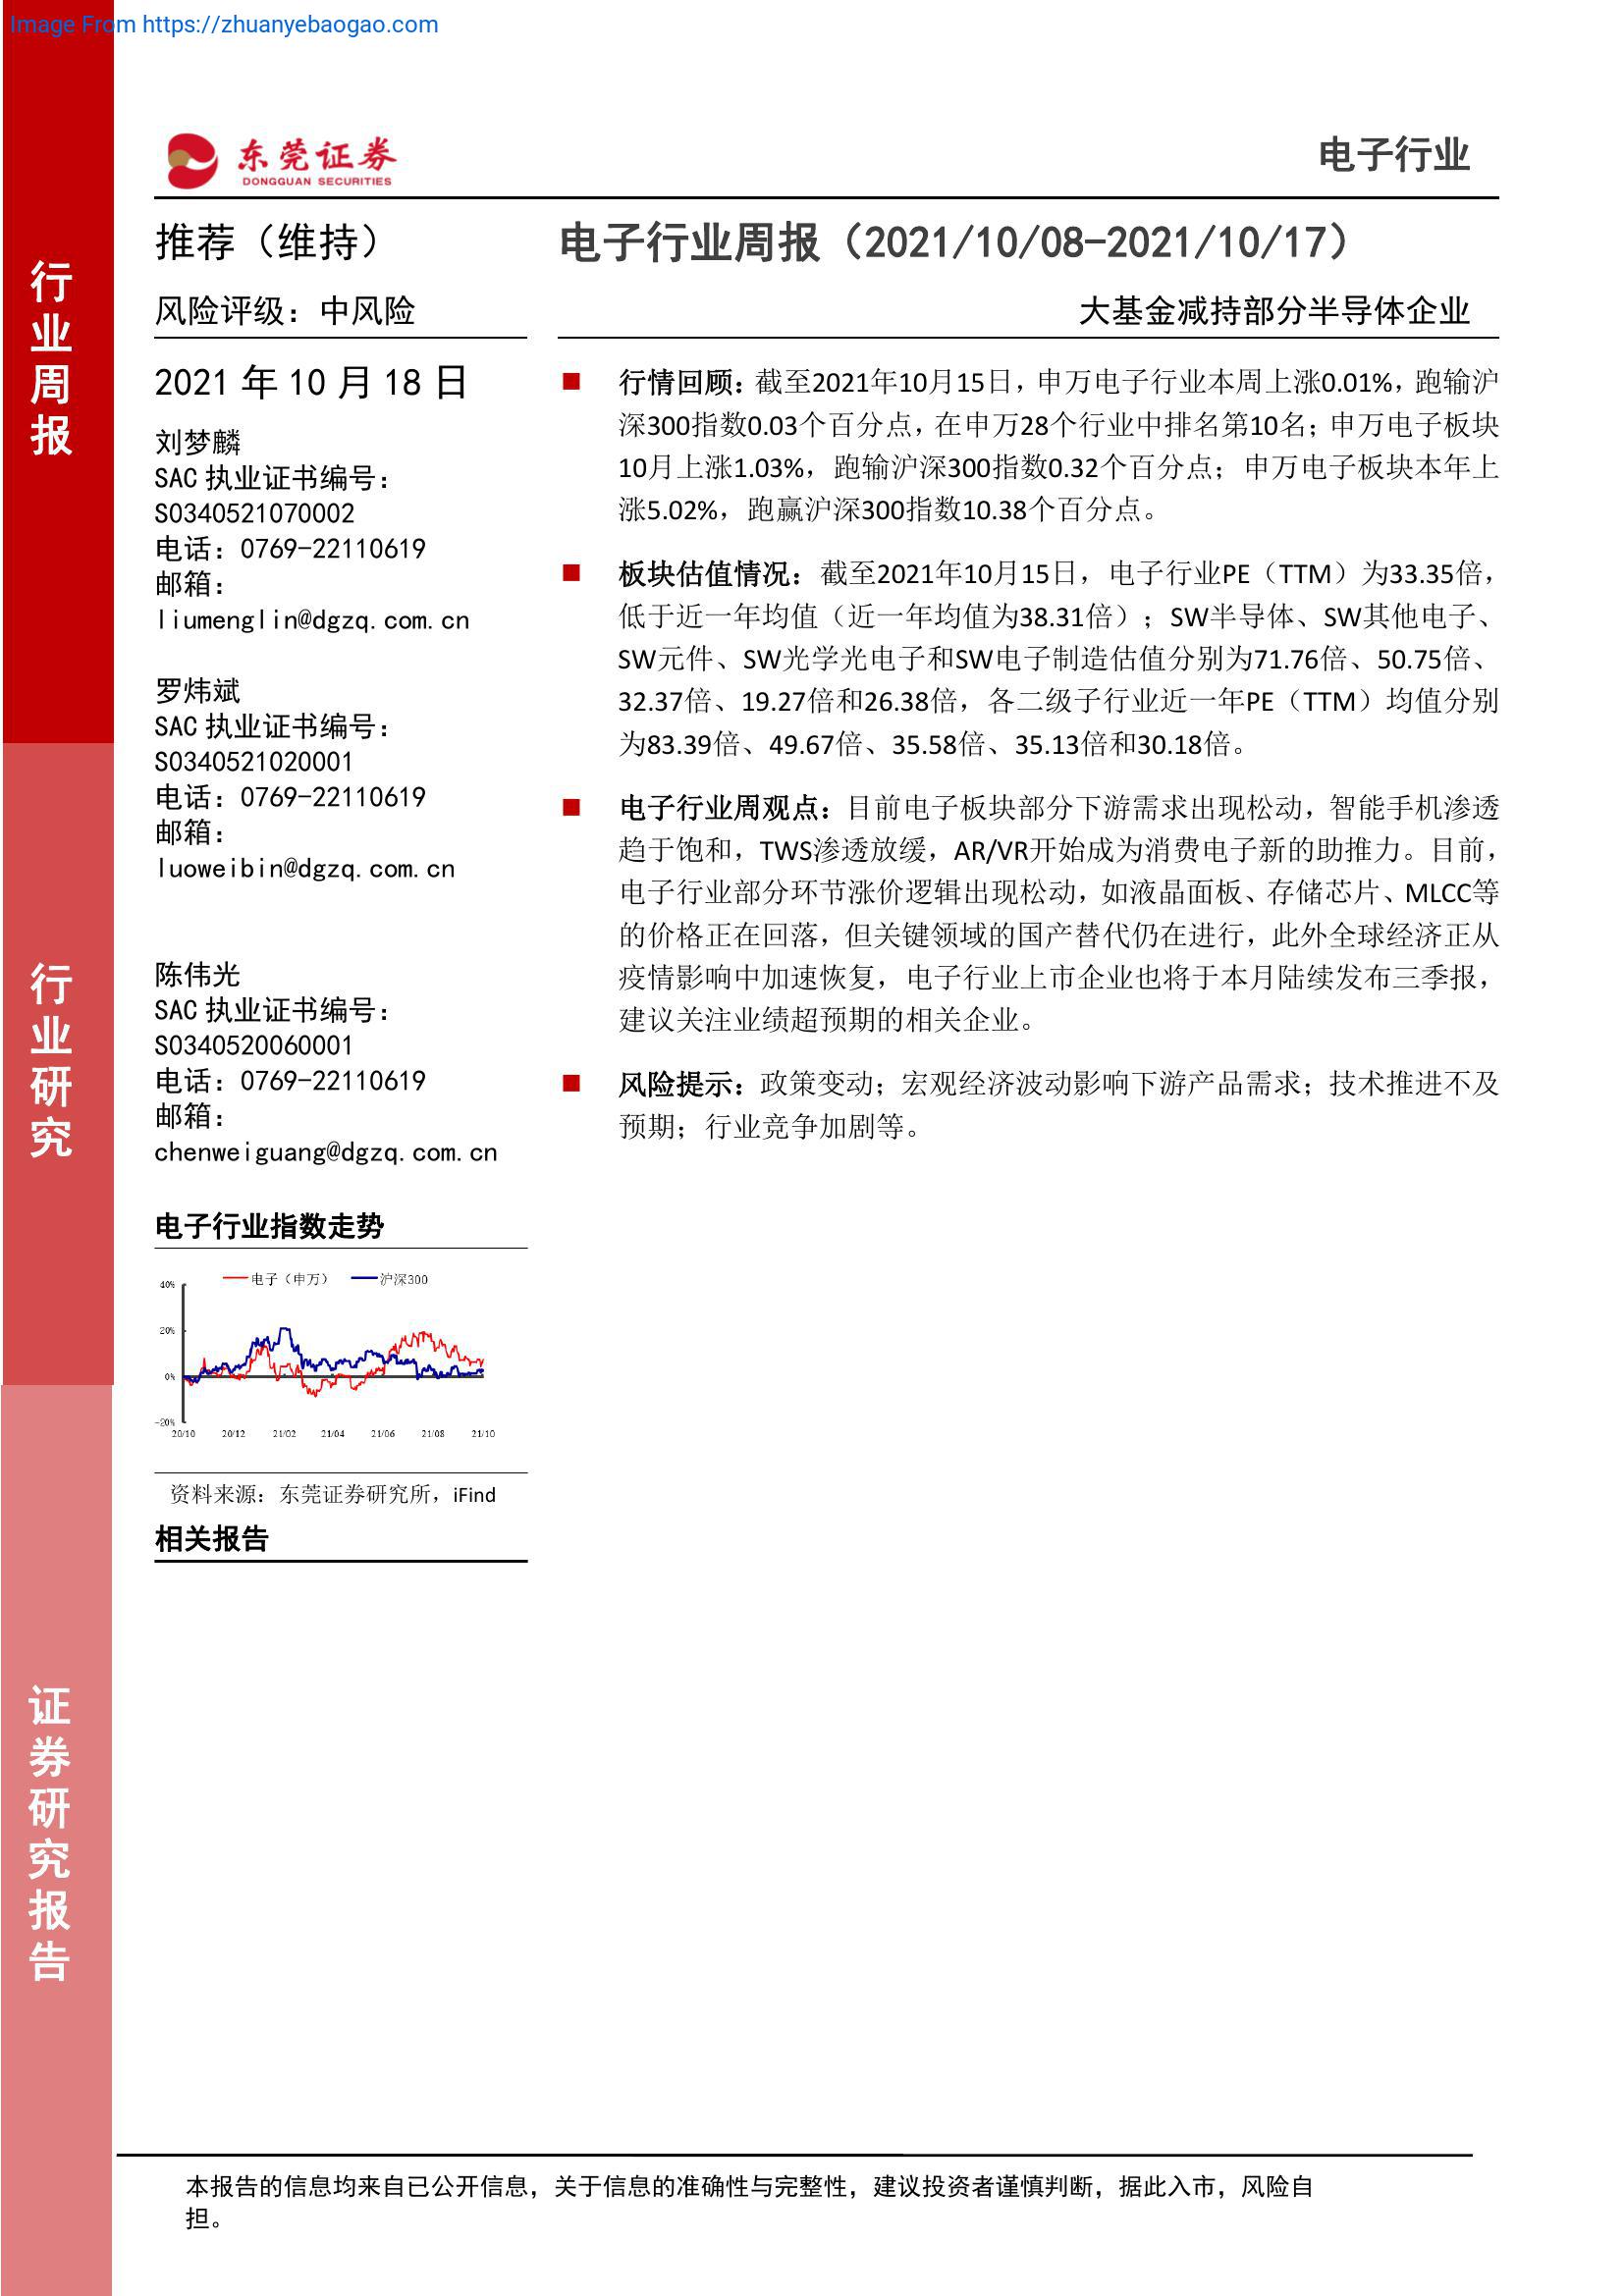 Image From https://zhuanyebaogao.com
东莞证券
DONGGUAN SECURITIES
电子行业
行业周报
行业研究
证券研究报告
推荐（维持）
风险评级：中风险
2021 年 10 月 18 日
刘梦麟
SAC 执业证书编号：
S0340521070002
电话：0769-22110619
邮箱：
liumenglin@dgzq.com.cn
罗炜斌
SAC 执业证书编号：
S0340521020001
电话：0769-22110619
邮箱：
luoweibin@dgzq.com.cn
陈伟光
SAC 执业证书编号：
S0340520060001
电话：0769-22110619
邮箱：
chenweiguang@dgzq.com.cn
电子行业指数走势
电子（申万） 沪深300
40%
20%
0%
-20%
20/10 20/12 21/02 21/04 21/06 21/08 21/10
资料来源：东莞证券研究所，iFind
相关报告
电子行业周报（2021/10/08-2021/10/17）
大基金减持部分半导体企业
■ 行情回顾：截至2021年10月15日，申万电子行业本周上涨0.01%，跑输沪
深300指数0.03个百分点，在申万28个行业中排名第10名；申万电子板块
10月上涨1.03%，跑输沪深300指数0.32个百分点；申万电子板块本年上
涨5.02%，跑赢沪深300指数10.38个百分点。
■ 板块估值情况：截至2021年10月15日，电子行业PE（TTM）为33.35倍，
低于近一年均值（近一年均值为38.31倍）；SW半导体、SW其他电子、
SW元件、SW光学光电子和SW电子制造估值分别为71.76倍、50.75倍、
32.37倍、19.27倍和26.38倍，各二级子行业近一年PE（TTM）均值分别
为83.39倍、49.67倍、35.58倍、35.13倍和30.18倍。
■ 电子行业周观点：目前电子板块部分下游需求出现松动，智能手机渗透
趋于饱和，TWS渗透放缓，AR/VR开始成为消费电子新的助推力。目前，
电子行业部分环节涨价逻辑出现松动，如液晶面板、存储芯片、MLCC等
的价格正在回落，但关键领域的国产替代仍在进行，此外全球经济正从
疫情影响中加速恢复，电子行业上市企业也将于本月陆续发布三季报，
建议关注业绩超预期的相关企业。
■ 风险提示：政策变动；宏观经济波动影响下游产品需求；技术推进不及
预期；行业竞争加剧等。
本报告的信息均来自已公开信息，关于信息的准确性与完整性，建议投资者谨慎判断，据此入市，风险自
担。